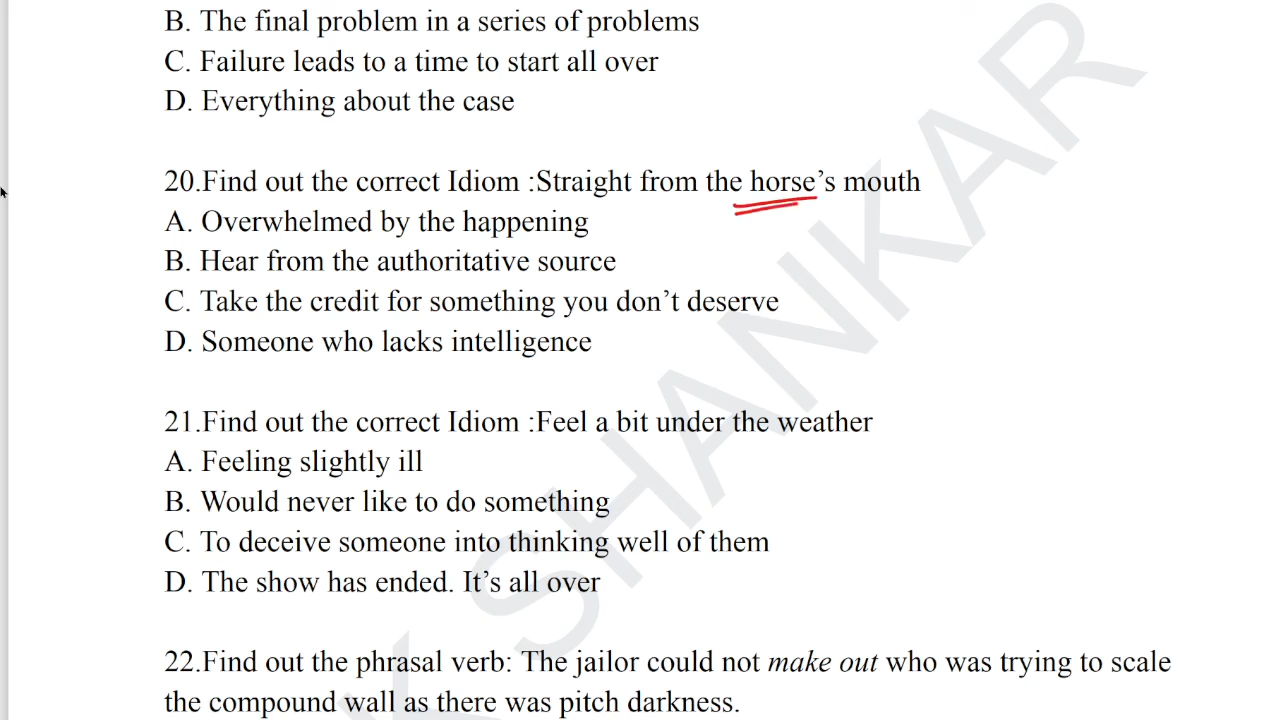 B. The final problem in a series of problems
C. Failure leads to a time to start all over
D. Everything about the case
20.Find out the correct Idiom :Straight from the horse’s mouth
A. Overwhelmed by the happening
B. Hear from the authoritative source
C. Take the credit for something you don’t deserve
D. Someone who lacks intelligence
21.Find out the correct Idiom :Feel a bit under the weather
A. Feeling slightly ill
B. Would never like to do something
C. To deceive someone into thinking well of them
D. The show has ended. It’s all over
22.Find out the phrasal verb: The jailor could not make out who was trying to scale
the compound wall as there was pitch darkness.
K SHANKAR